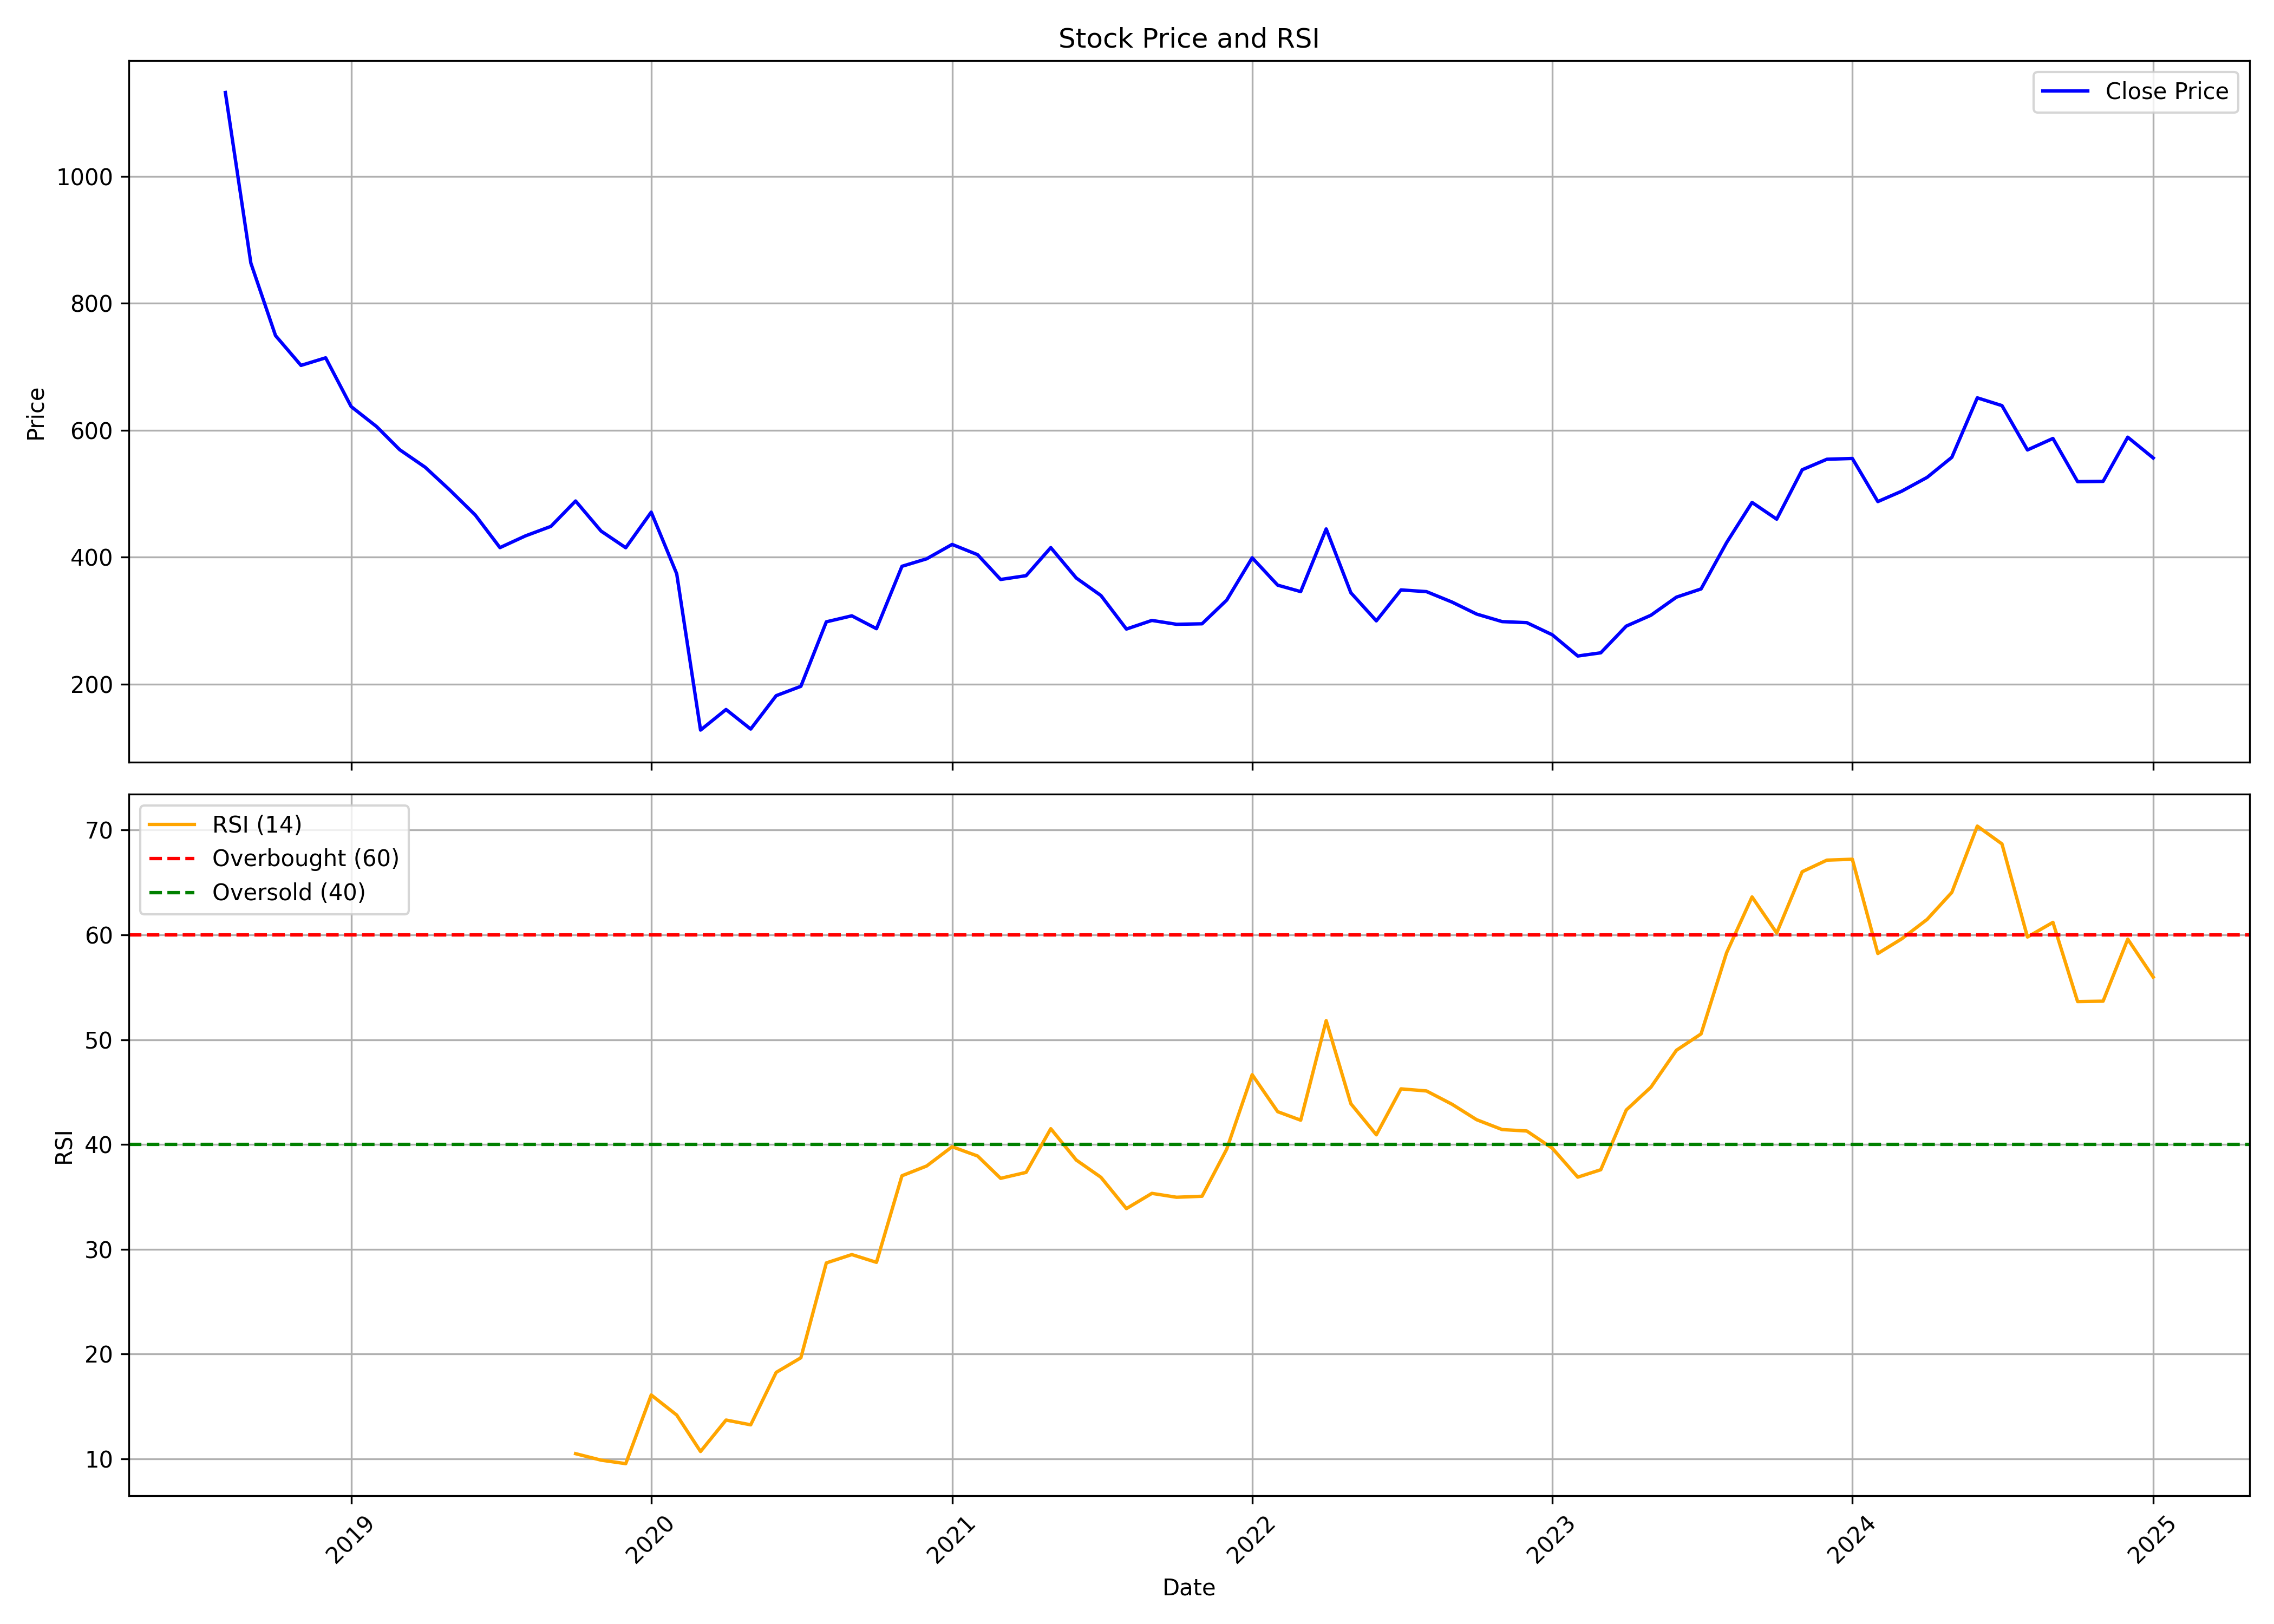 Stock Price and RSI
Close Price
Price
1000
800
600
400
200
RSI (14)
Overbought (60)
Oversold (40)
RSI
70
60
50
40
30
20
10
2019
2020
2021
2022
2023
2024
2025
Date